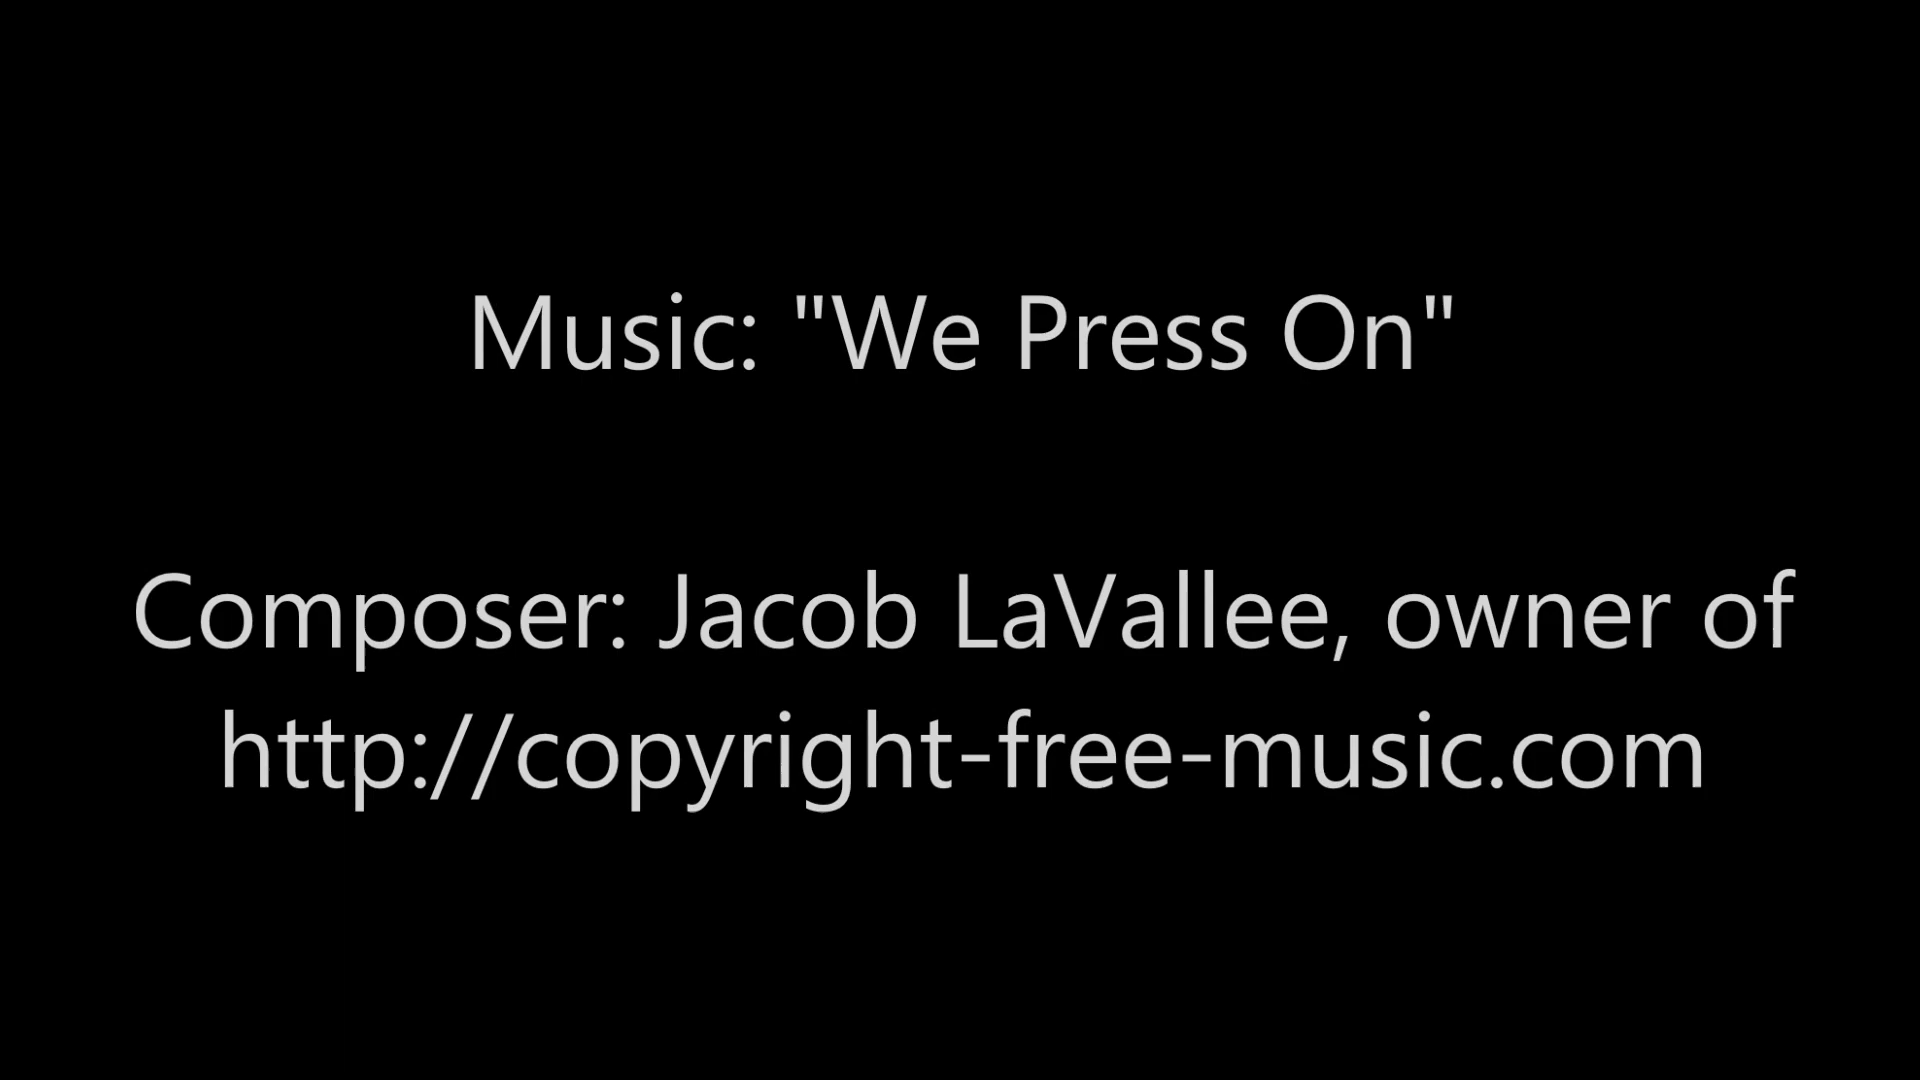 Music: "We Press On"
Composer: Jacob LaVallee, owner of
http://copyright-free-music.com